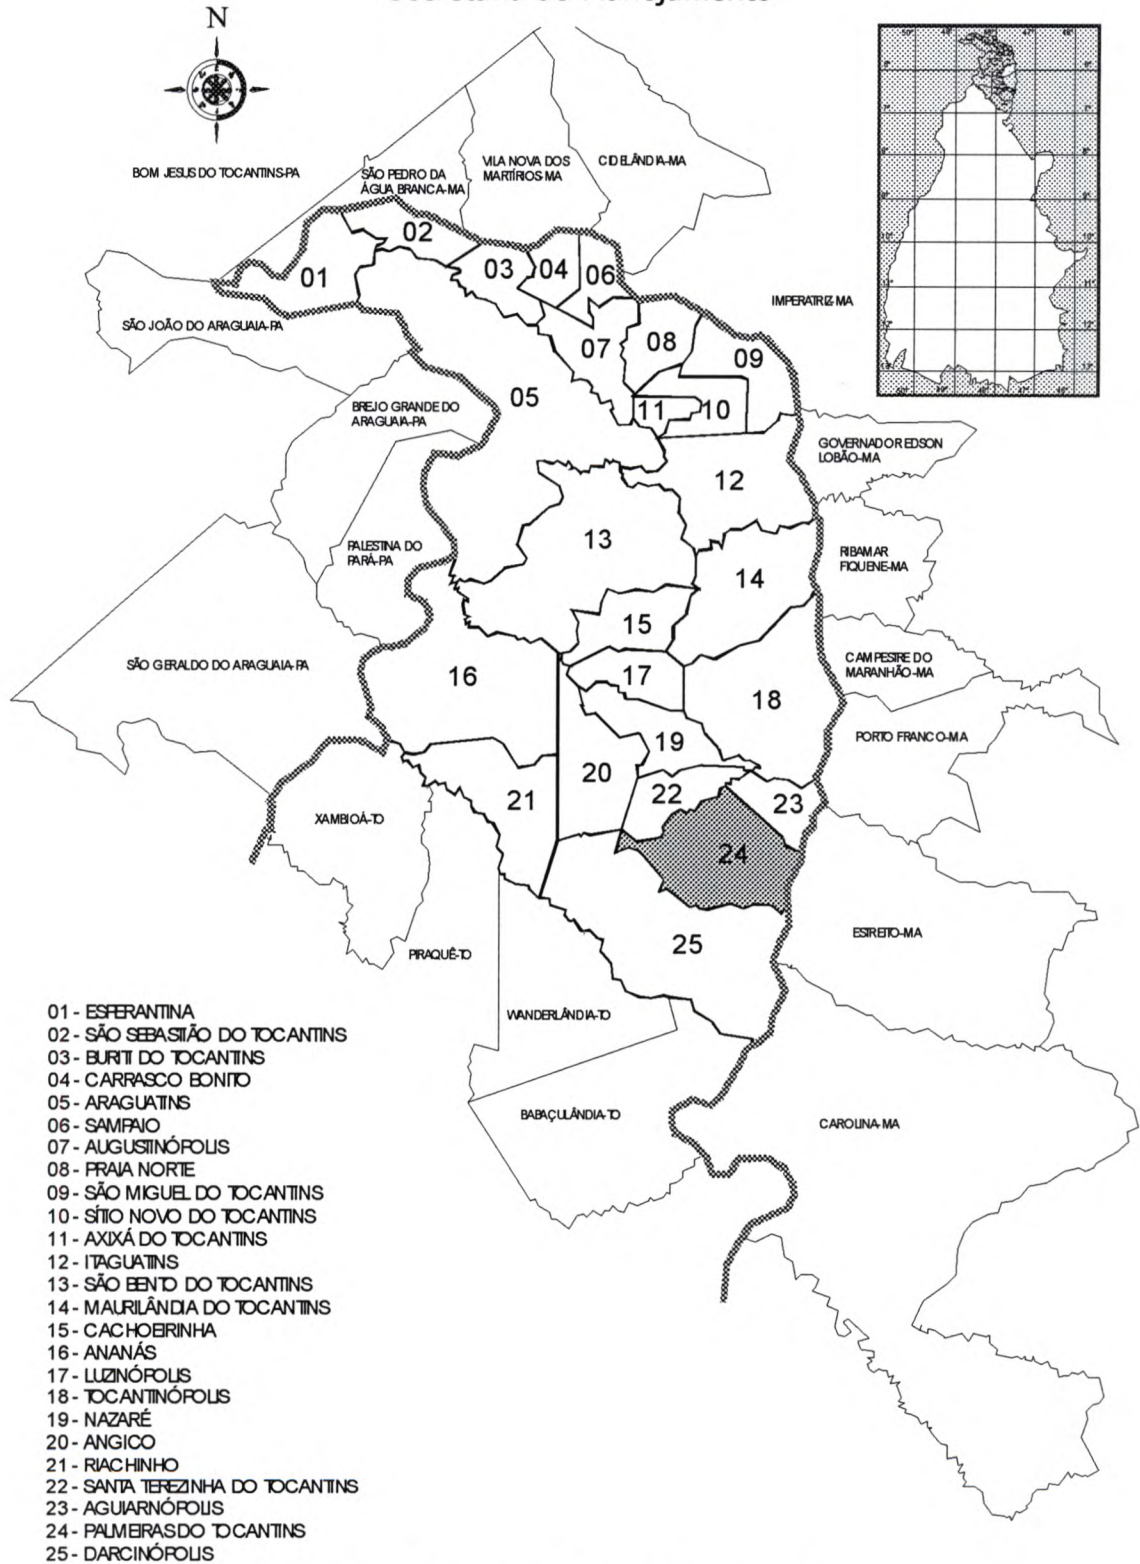 N
BOM JESUS DO TOCANTINS-PA
SÃO PEDRO DA
ÁGUA BRANCA-MA
VILA NOVA DOS
MARTÍRIOS-MA
CIDELÂNDIA-MA
IMPERATRIZ-MA
SÃO JOÃO DO ARAGUAIA-PA
BREJO GRANDE DO
ARAGUAIA-PA
GOVERNADOR EDSON
LOBÃO-MA
PALESTINA DO
PARÁ-PA
RIBAMAR
FIQUENE-MA
SÃO GERALDO DO ARAGUAIA-PA
CAMPESTRE DO
MARANHÃO-MA
PORTO FRANCO-MA
XAMBIOÁ-TO
ESTREITO-MA
PIRAQUÊ-TO
WANDERLÂNDIA-TO
BABAÇULÂNDIA-TO
CAROLINA-MA
01
02
03
04
05
06
07
08
09
10
11
12
13
14
15
16
17
18
19
20
21
22
23
24
25
01 - ESPERANTINA
02 - SÃO SEBASTIÃO DO TOCANTINS
03 - BURITI DO TOCANTINS
04 - CARRASCO BONITO
05 - ARAGUATINS
06 - SAMPAIO
07 - AUGUSTINÓPOLIS
08 - PRAIA NORTE
09 - SÃO MIGUEL DO TOCANTINS
10 - SÍTIO NOVO DO TOCANTINS
11 - AXIXÁ DO TOCANTINS
12 - ITAGUATINS
13 - SÃO BENTO DO TOCANTINS
14 - MAURILÂNDIA DO TOCANTINS
15 - CACHOEIRINHA
16 - ANANÁS
17 - LUZINÓPOLIS
18 - TOCANTINÓPOLIS
19 - NAZARÉ
20 - ANGICO
21 - RIACHINHO
22 - SANTA TEREZINHA DO TOCANTINS
23 - AGUIARNÓPOLIS
24 - PALMEIRAS DO TOCANTINS
25 - DARCINÓPOLIS